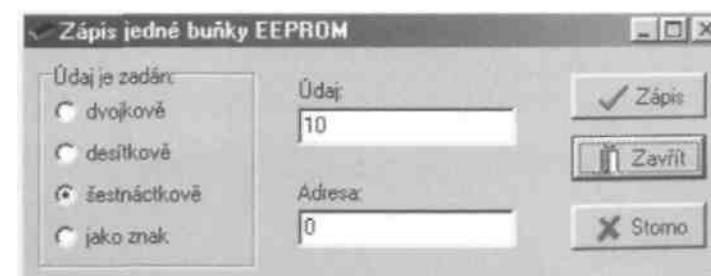 Zápis jedné buňky EEPROM
Údaj je zadán:
dvojkově
desítkově
šestnáctkově
jako znak
Údaj:
10
Adresa:
0
Zápis
Zavřít
Storno